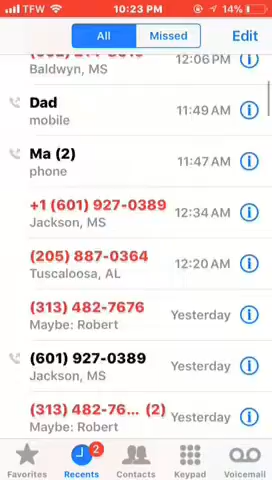 TFW 10:23 PM 14%
All Missed Edit
12:06 PM
Baldwyn, MS
Dad 11:49 AM
mobile
Ma (2) 11:47 AM
phone
+1 (601) 927-0389 12:34 AM
Jackson, MS
(205) 887-0364 12:20 AM
Tuscaloosa, AL
(313) 482-7676 Yesterday
Maybe: Robert
(601) 927-0389 Yesterday
Jackson, MS
(313) 482-76... (2) Yesterday
Maybe: Robert
2
Favorites Recents Contacts Keypad Voicemail